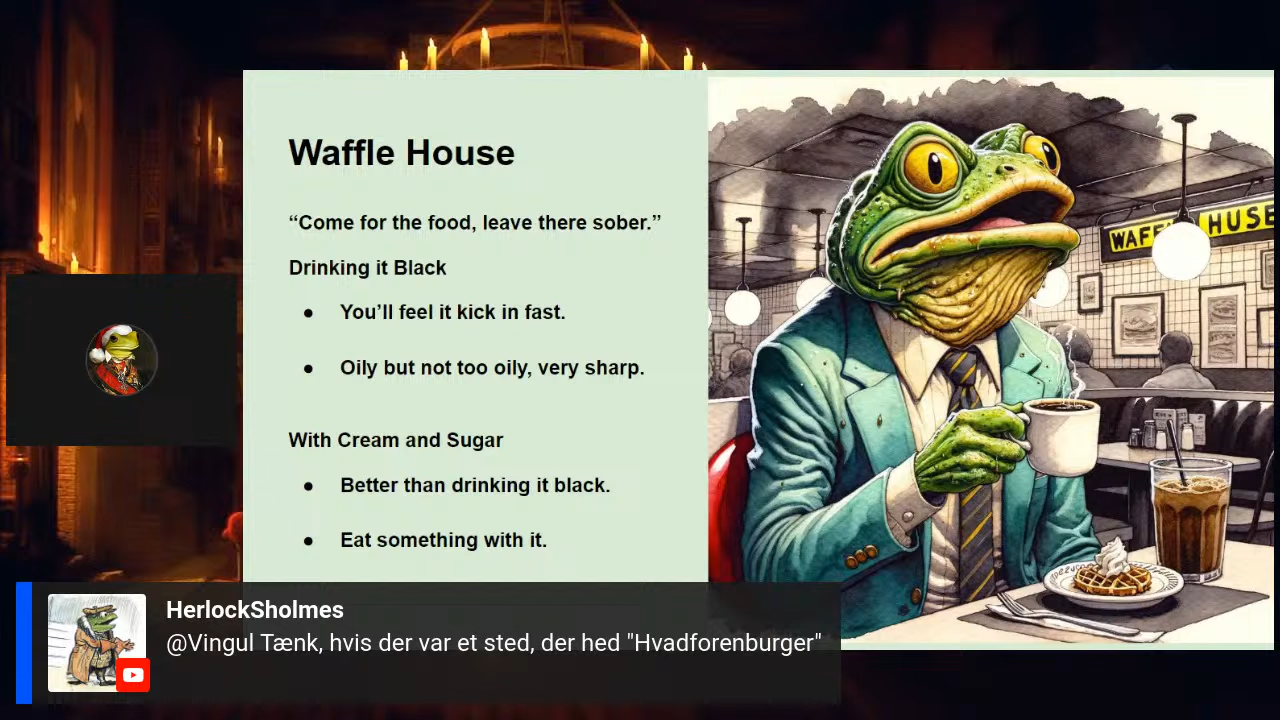 Waffle House
“Come for the food, leave there sober.”
Drinking it Black
● You’ll feel it kick in fast.
● Oily but not too oily, very sharp.
With Cream and Sugar
● Better than drinking it black.
● Eat something with it.
WAFF HUSE
HerlockSholmes
@Vingul Tænk, hvis der var et sted, der hed "Hvadforenburger"